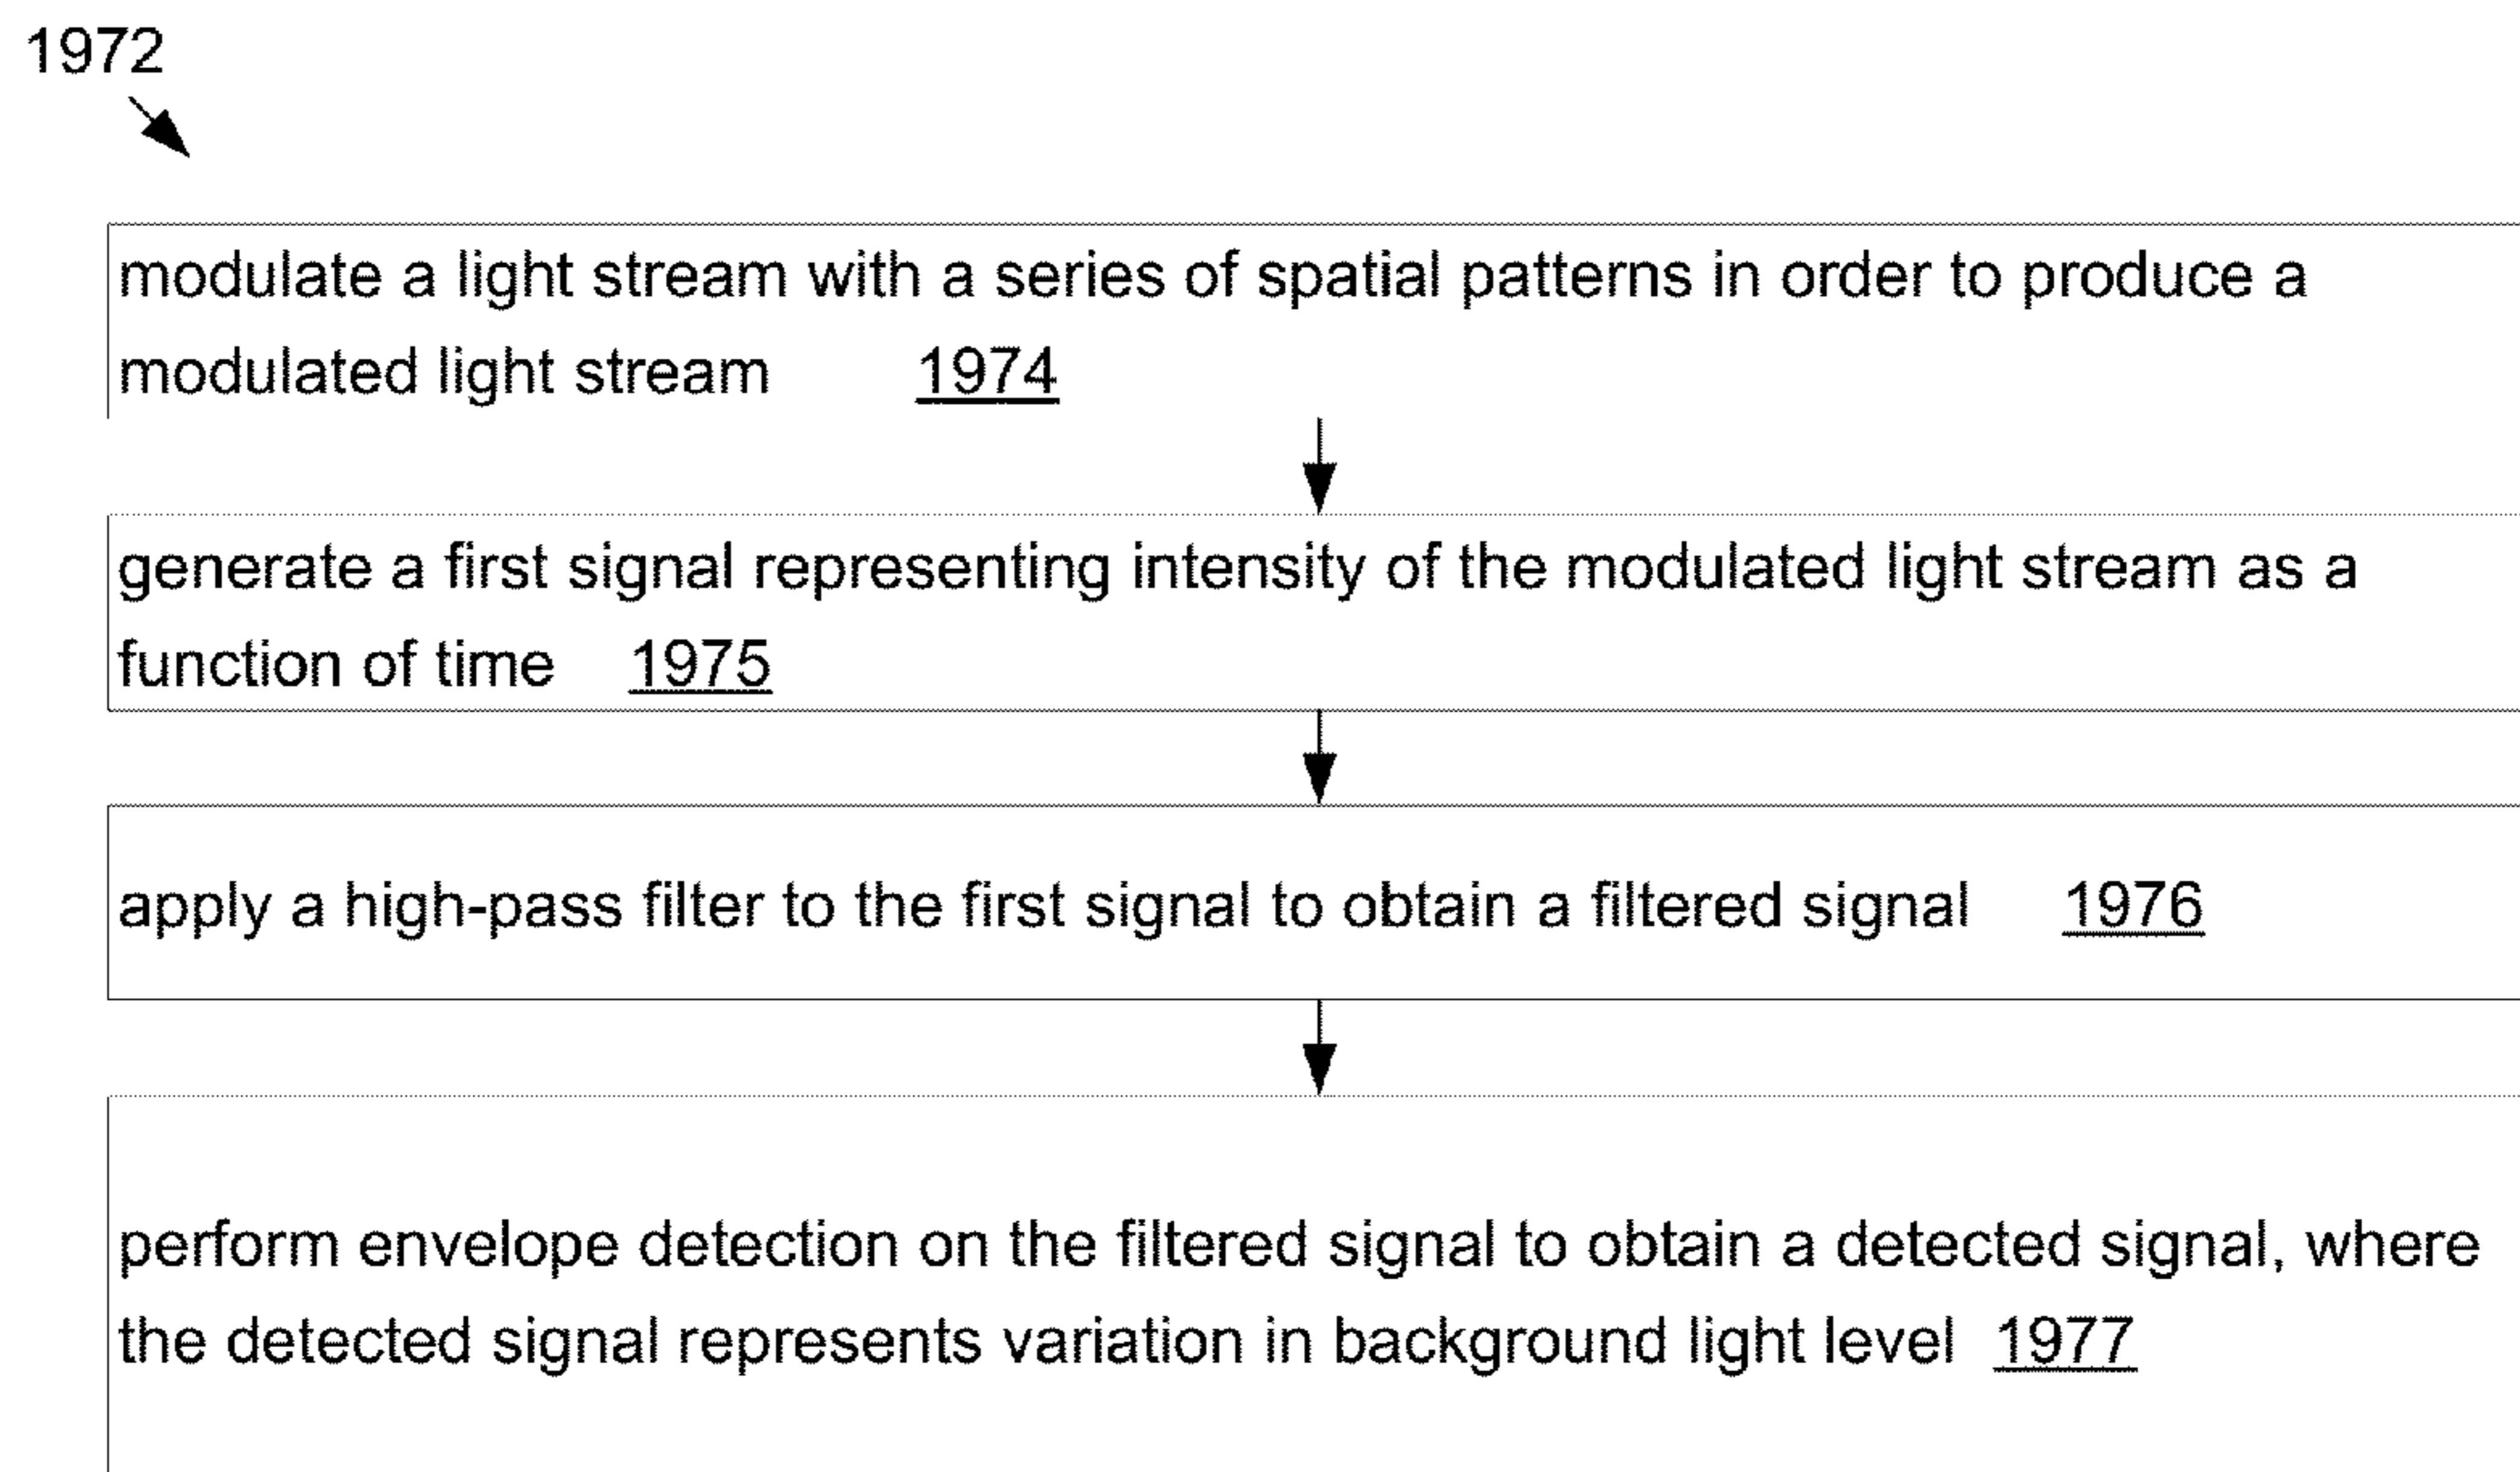 1972
modulate a light stream with a series of spatial patterns in order to produce a
modulated light stream 1974
generate a first signal representing intensity of the modulated light stream as a
function of time 1975
apply a high-pass filter to the first signal to obtain a filtered signal 1976
perform envelope detection on the filtered signal to obtain a detected signal, where
the detected signal represents variation in background light level 1977